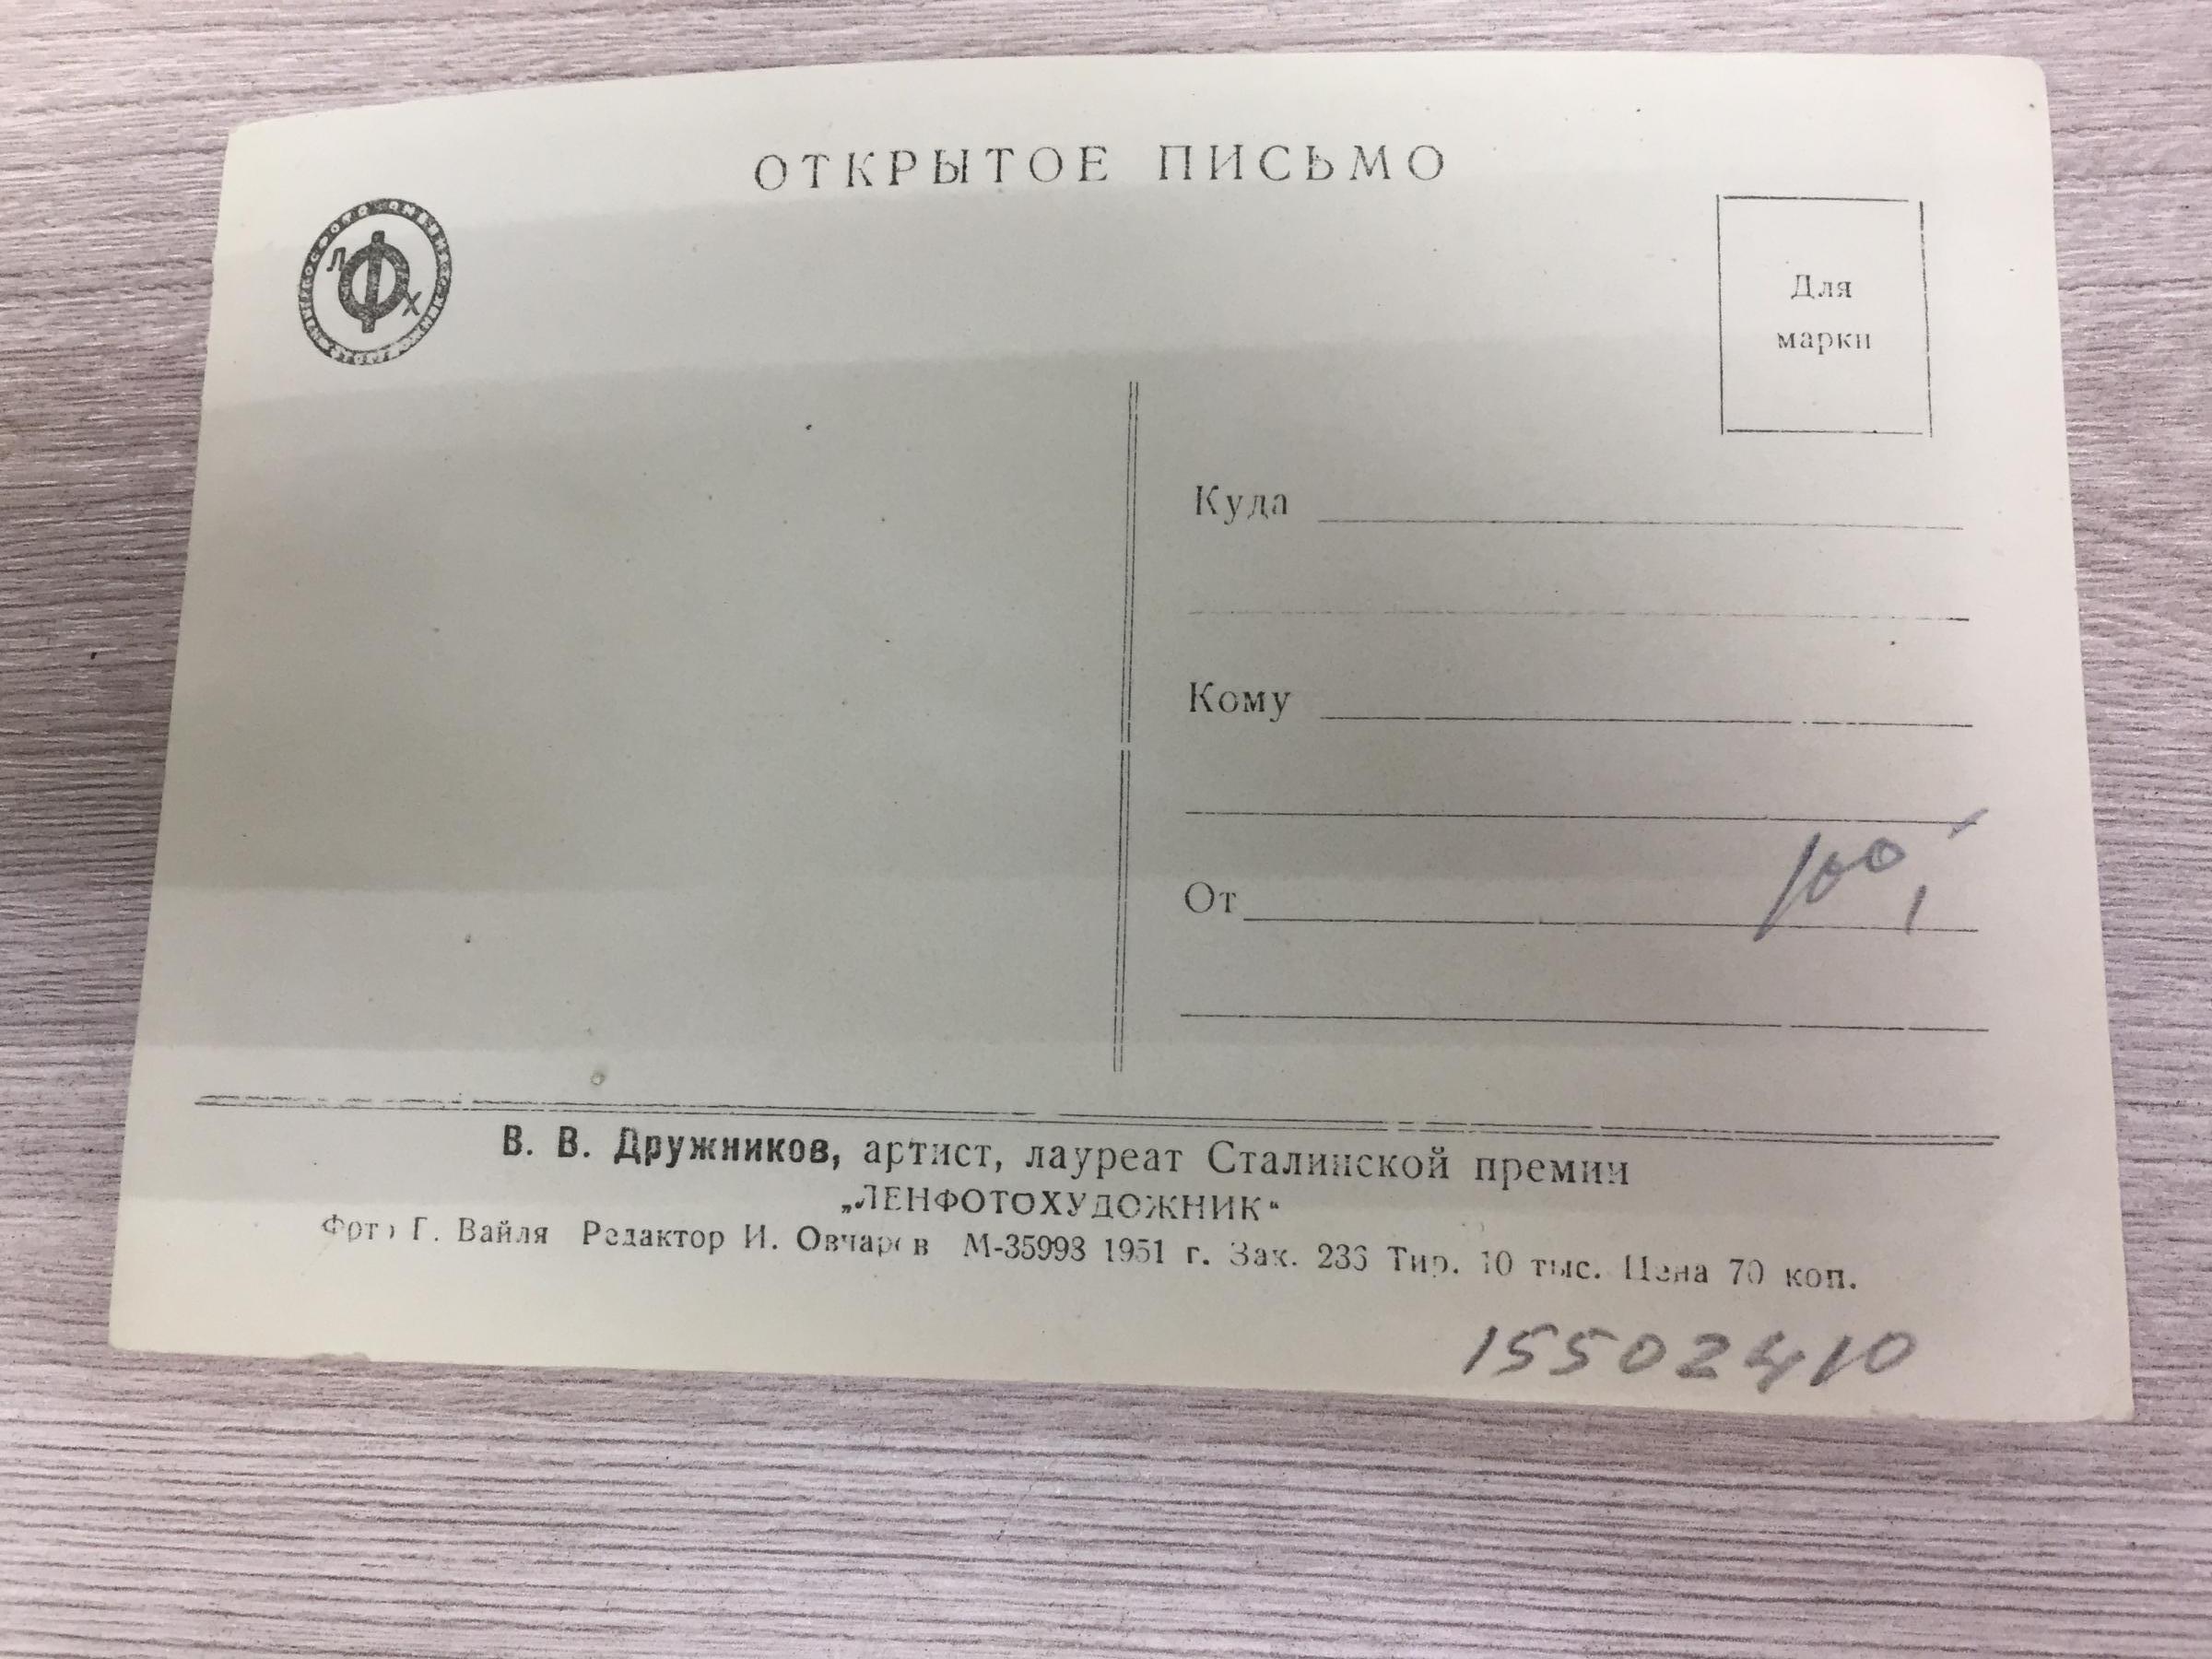 ОТКРЫТОЕ ПИСЬМО
Л Ф Х
Для
марки
Куда
Кому
100,-
От
В. В. Дружников, артист, лауреат Сталинской премии
„ЛЕНФОТОХУДОЖНИК“
Фото Г. Вайля Редактор И. Овчаров М-35993 1951 г. Зак. 236 Тир. 10 тыс. Цена 70 коп.
15502410